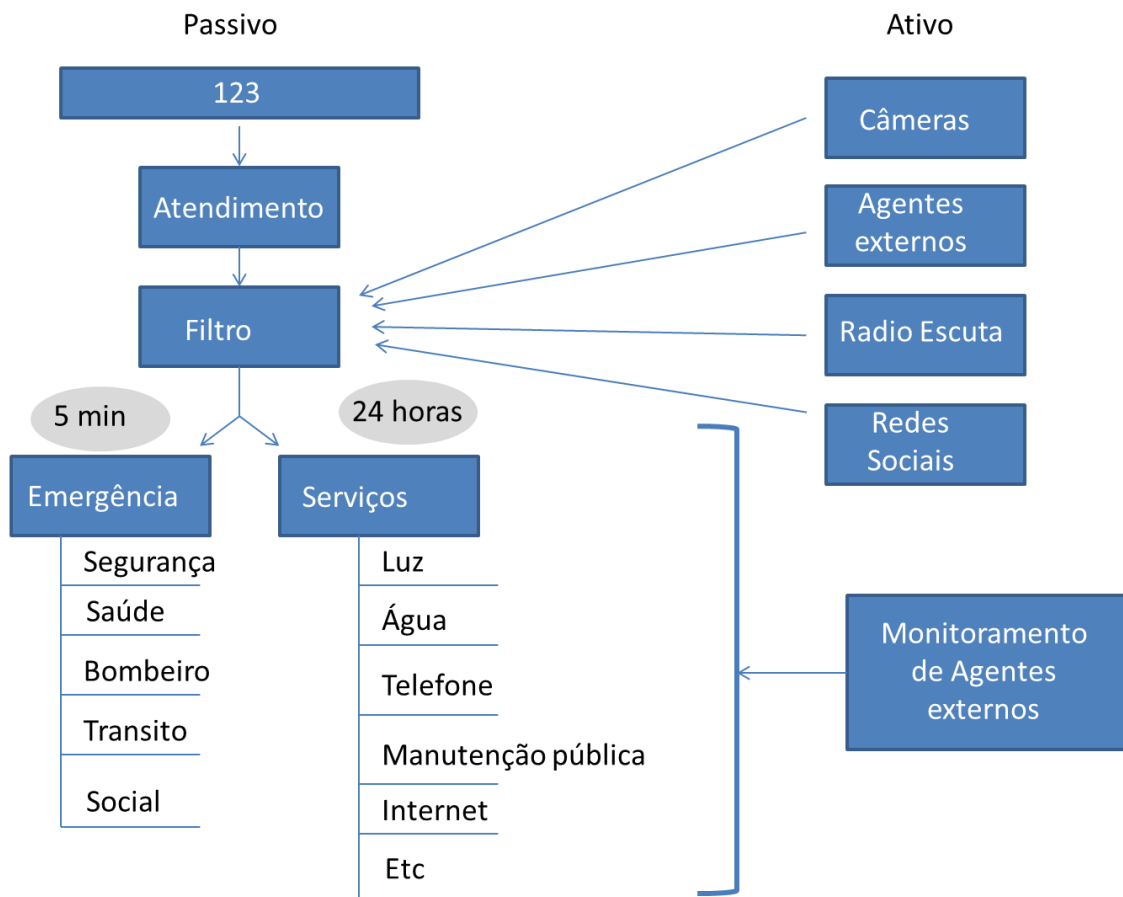 Passivo
Ativo
123
Câmeras
Atendimento
Agentes
externos
Filtro
Radio Escuta
5 min
24 horas
Redes
Sociais
Emergência
Serviços
Segurança
Saúde
Bombeiro
Transito
Social
Luz
Água
Telefone
Manutenção pública
Internet
Etc
Monitoramento
de Agentes
externos